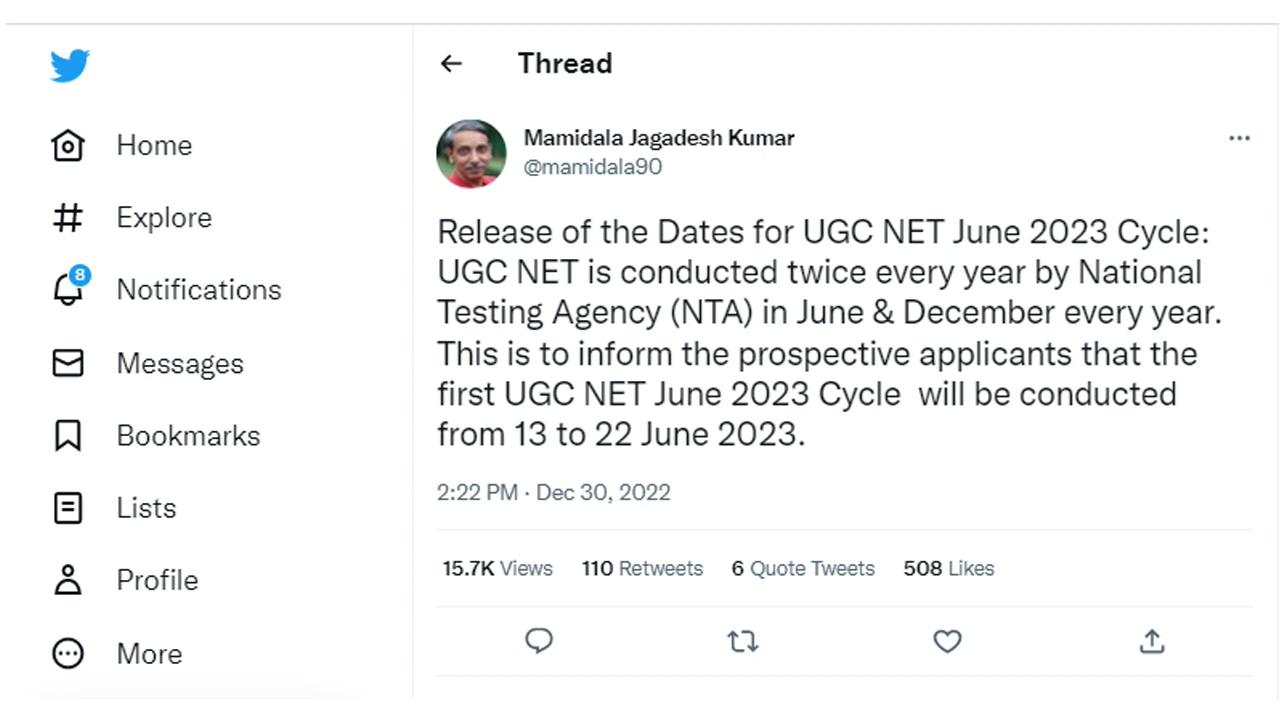 Thread
Home
Explore
8
Notifications
Messages
Bookmarks
Lists
Profile
More
Mamidala Jagadesh Kumar
@mamidala90
Release of the Dates for UGC NET June 2023 Cycle:
UGC NET is conducted twice every year by National
Testing Agency (NTA) in June & December every year.
This is to inform the prospective applicants that the
first UGC NET June 2023 Cycle  will be conducted
from 13 to 22 June 2023.
2:22 PM · Dec 30, 2022
15.7K Views 110 Retweets 6 Quote Tweets 508 Likes